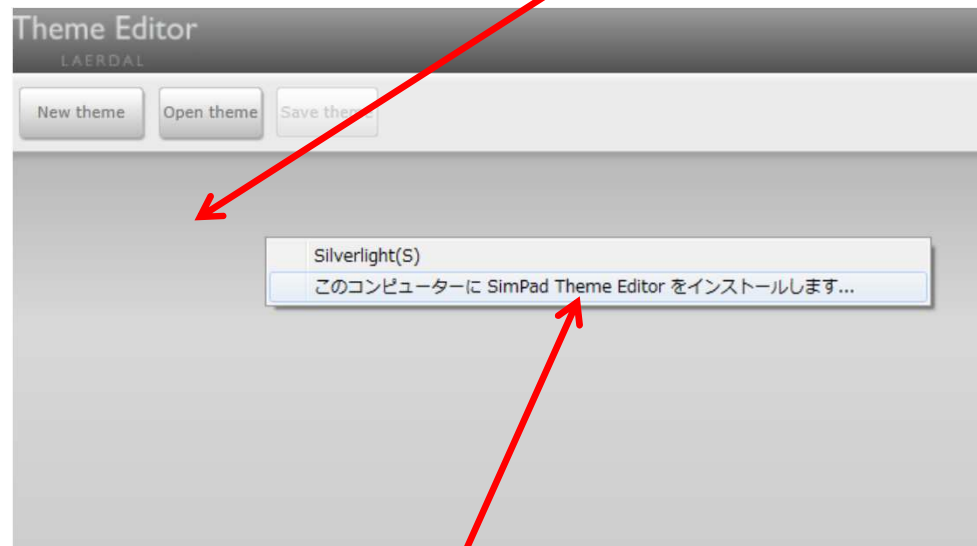 Theme Editor
LAERDAL
New theme
Open theme
Save theme
Silverlight(S)
このコンピューターに SimPad Theme Editor をインストールします...